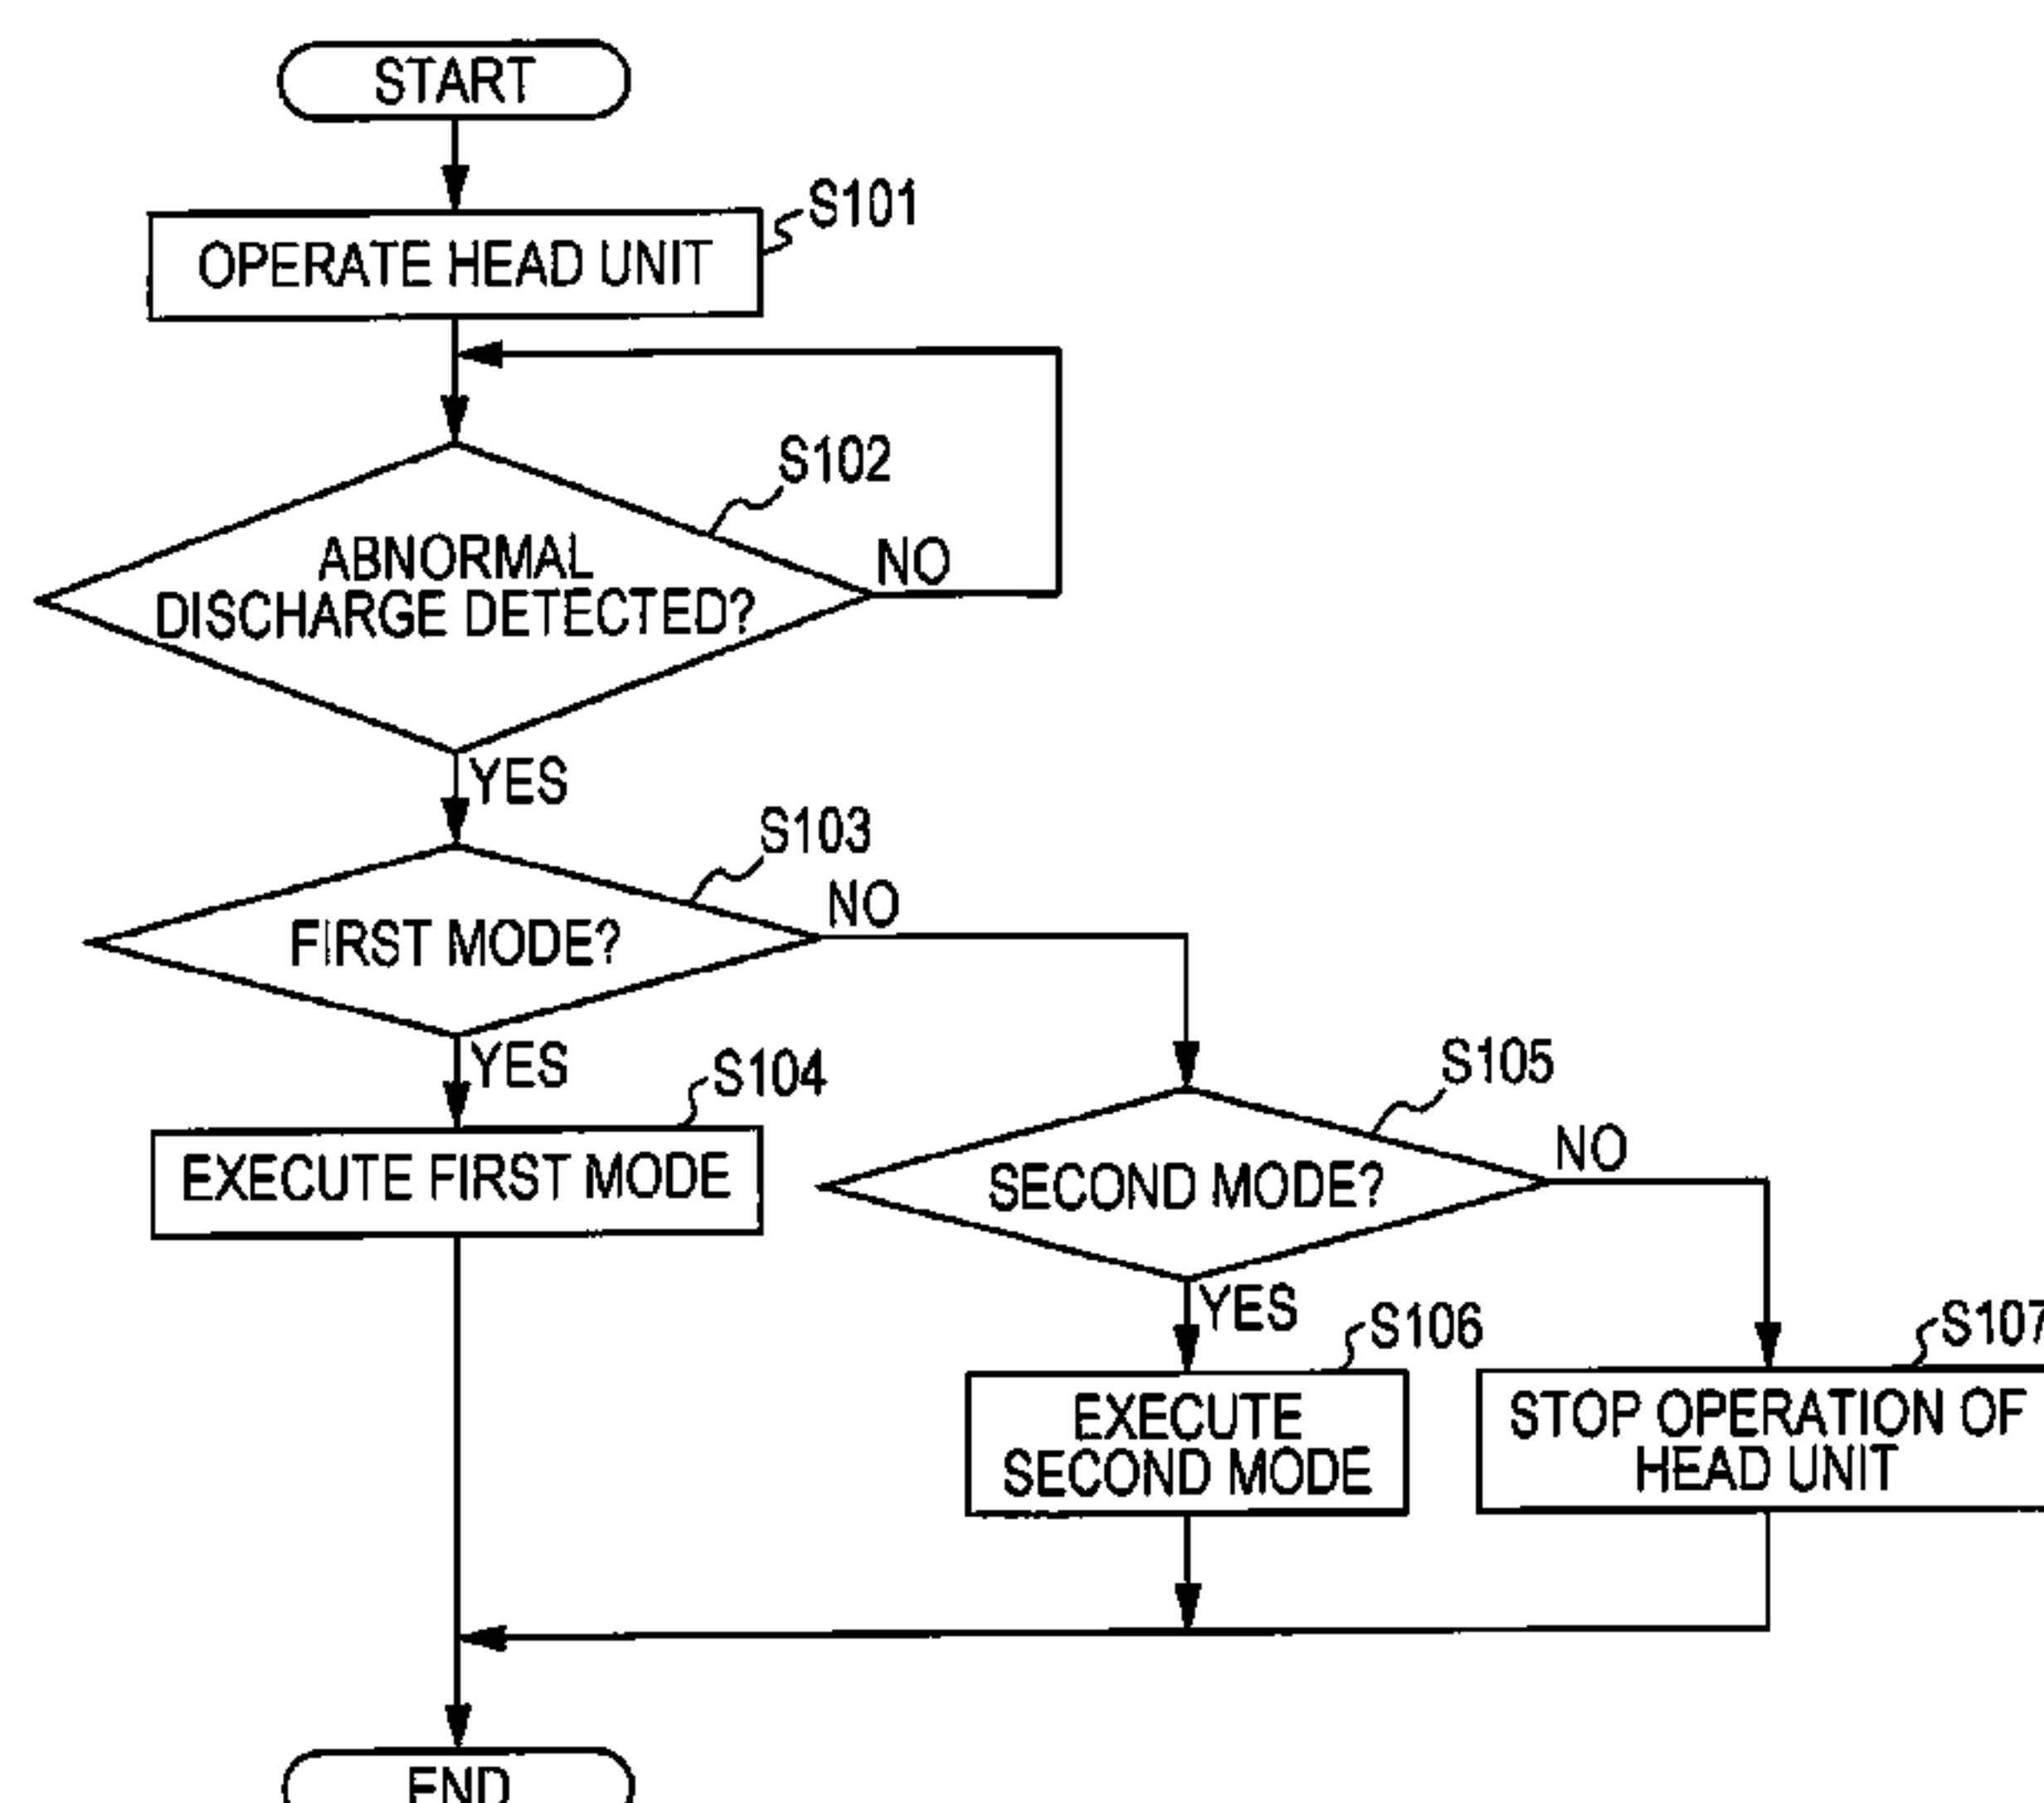 START
S101
OPERATE HEAD UNIT
S102
ABNORMAL
DISCHARGE DETECTED?
NO
YES
S103
FIRST MODE?
NO
YES
S104
EXECUTE FIRST MODE
S105
SECOND MODE?
NO
YES
S106
EXECUTE
SECOND MODE
S107
STOP OPERATION OF
HEAD UNIT
END